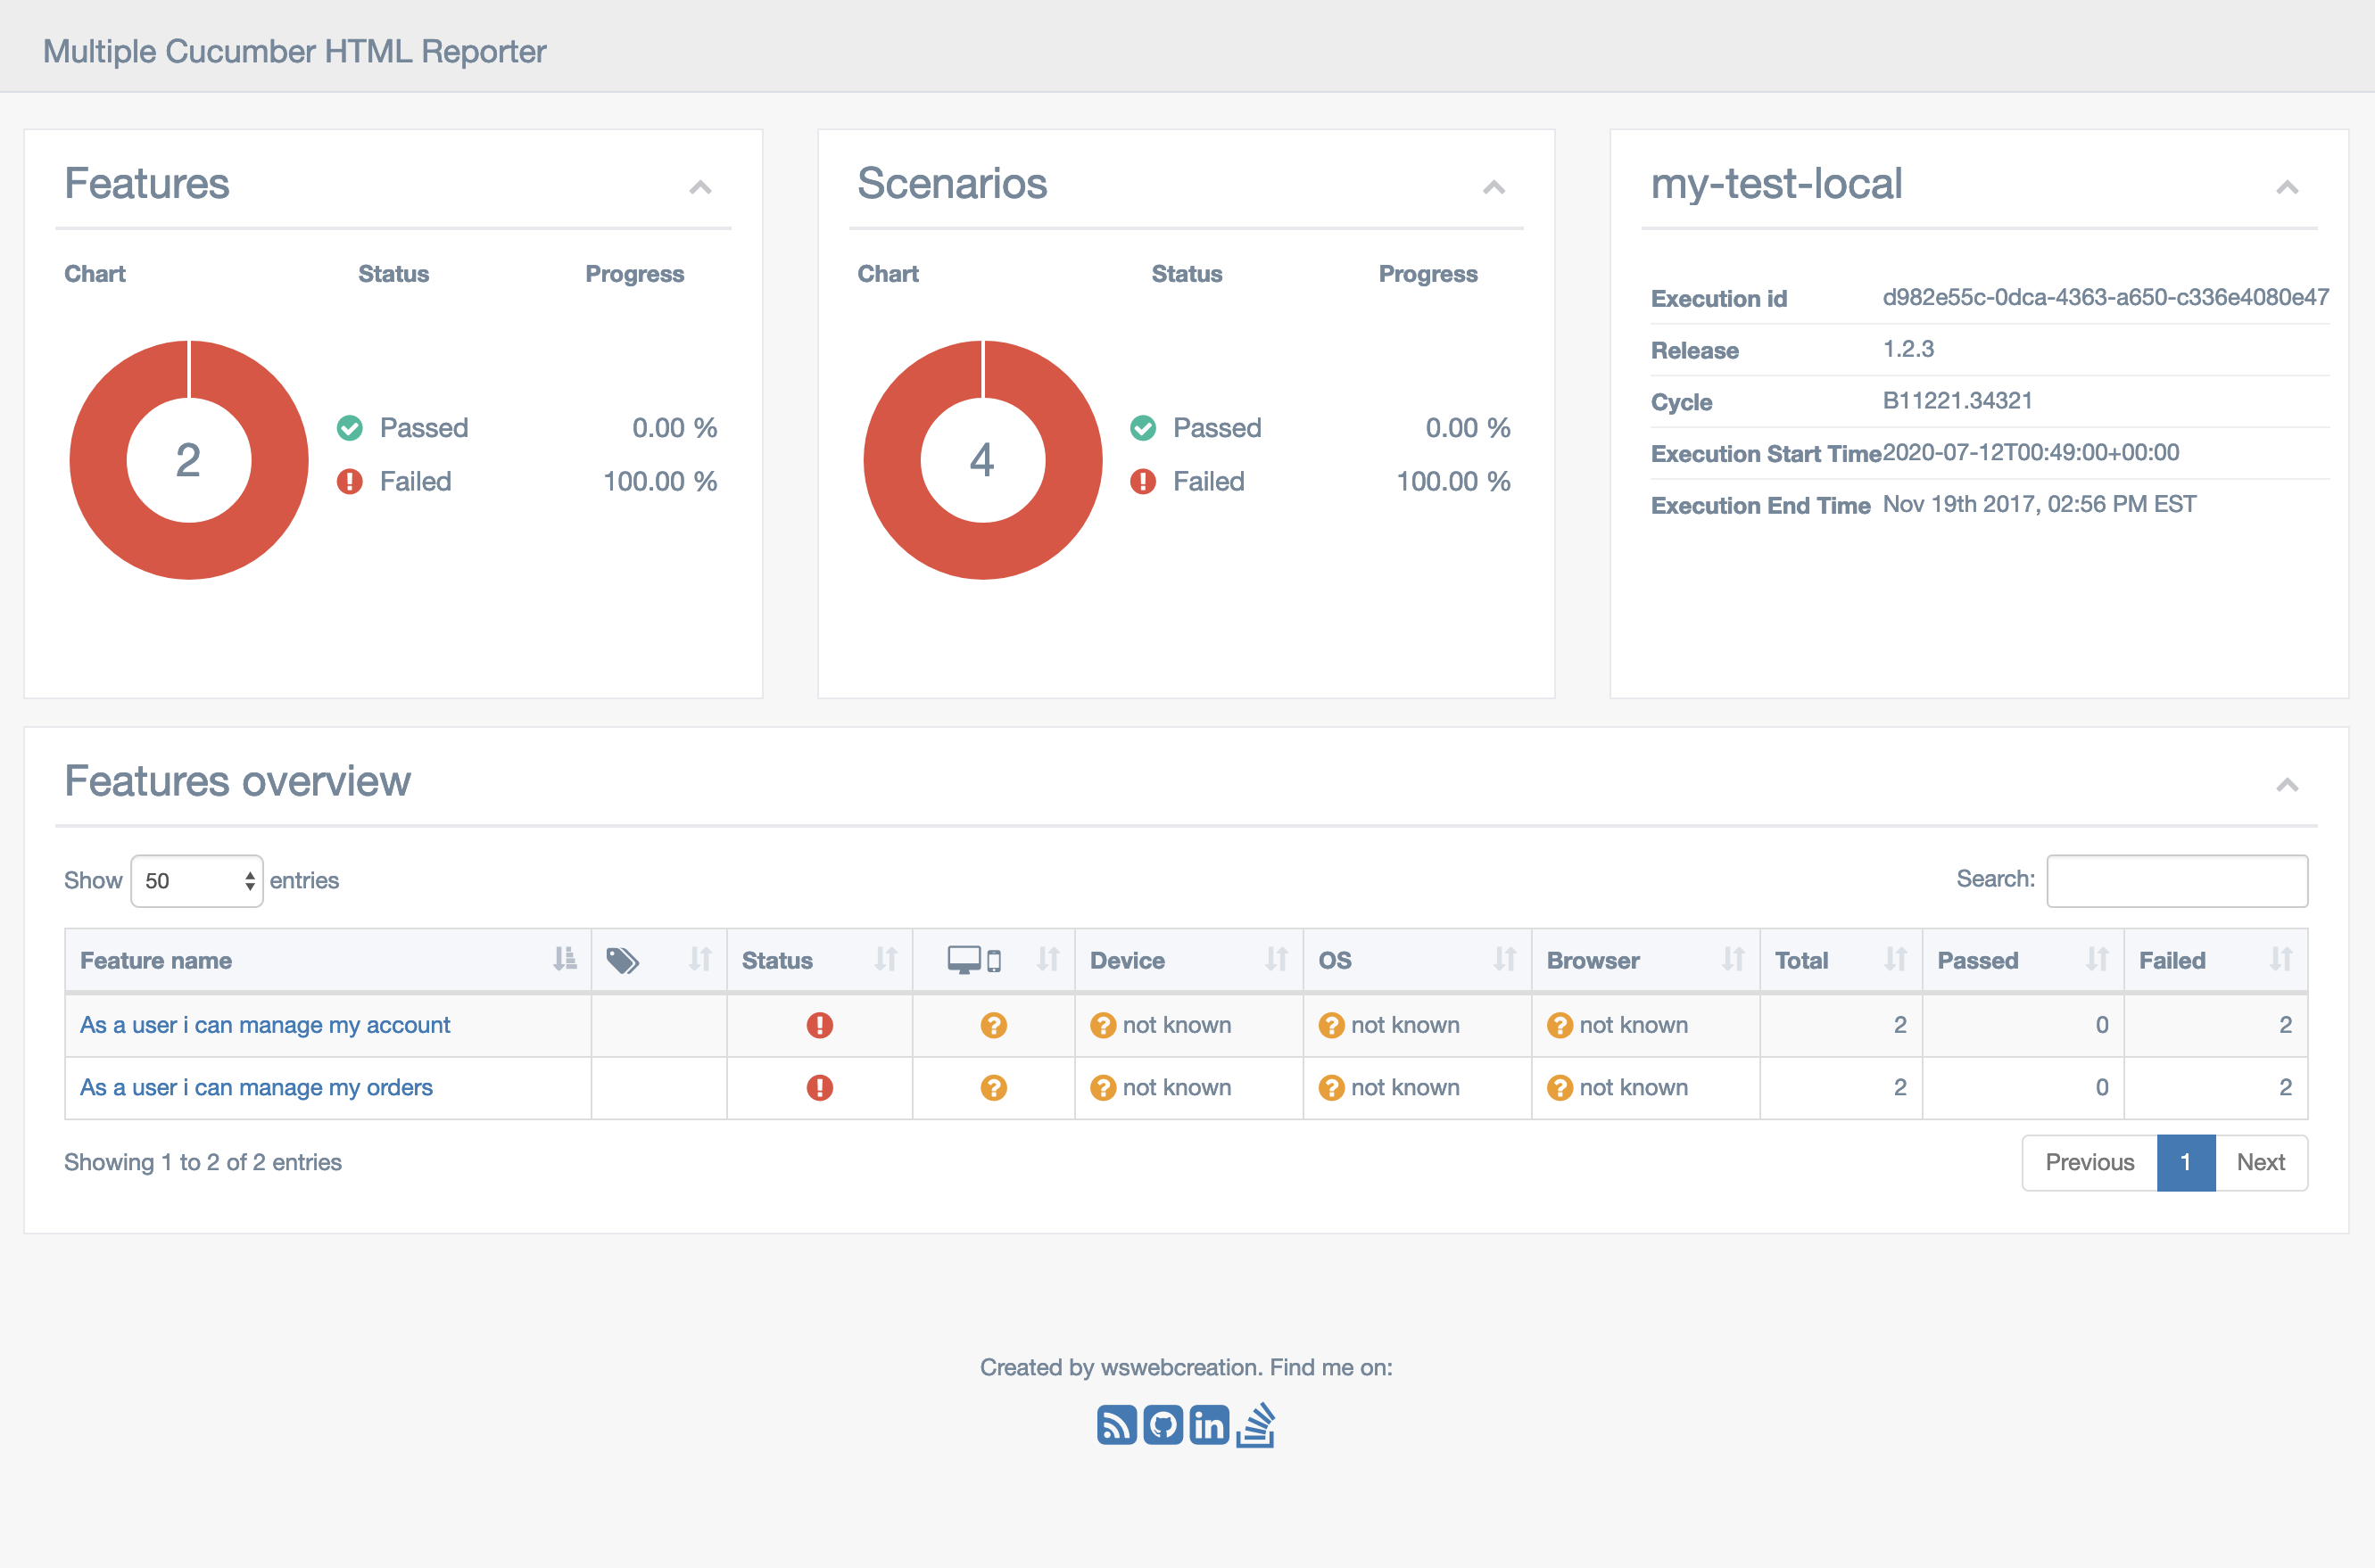 Multiple Cucumber HTML Reporter
Features
Chart Status Progress
2
Passed 0.00 %
Failed 100.00 %
Scenarios
Chart Status Progress
4
Passed 0.00 %
Failed 100.00 %
my-test-local
Execution id d982e55c-0dca-4363-a650-c336e4080e47
Release 1.2.3
Cycle B11221.34321
Execution Start Time 2020-07-12T00:49:00+00:00
Execution End Time Nov 19th 2017, 02:56 PM EST
Features overview
Show 50 entries Search:
Feature name Status Device OS Browser Total Passed Failed
As a user i can manage my account not known not known not known 2 0 2
As a user i can manage my orders not known not known not known 2 0 2
Showing 1 to 2 of 2 entries Previous 1 Next
Created by wswebcreation. Find me on:
in